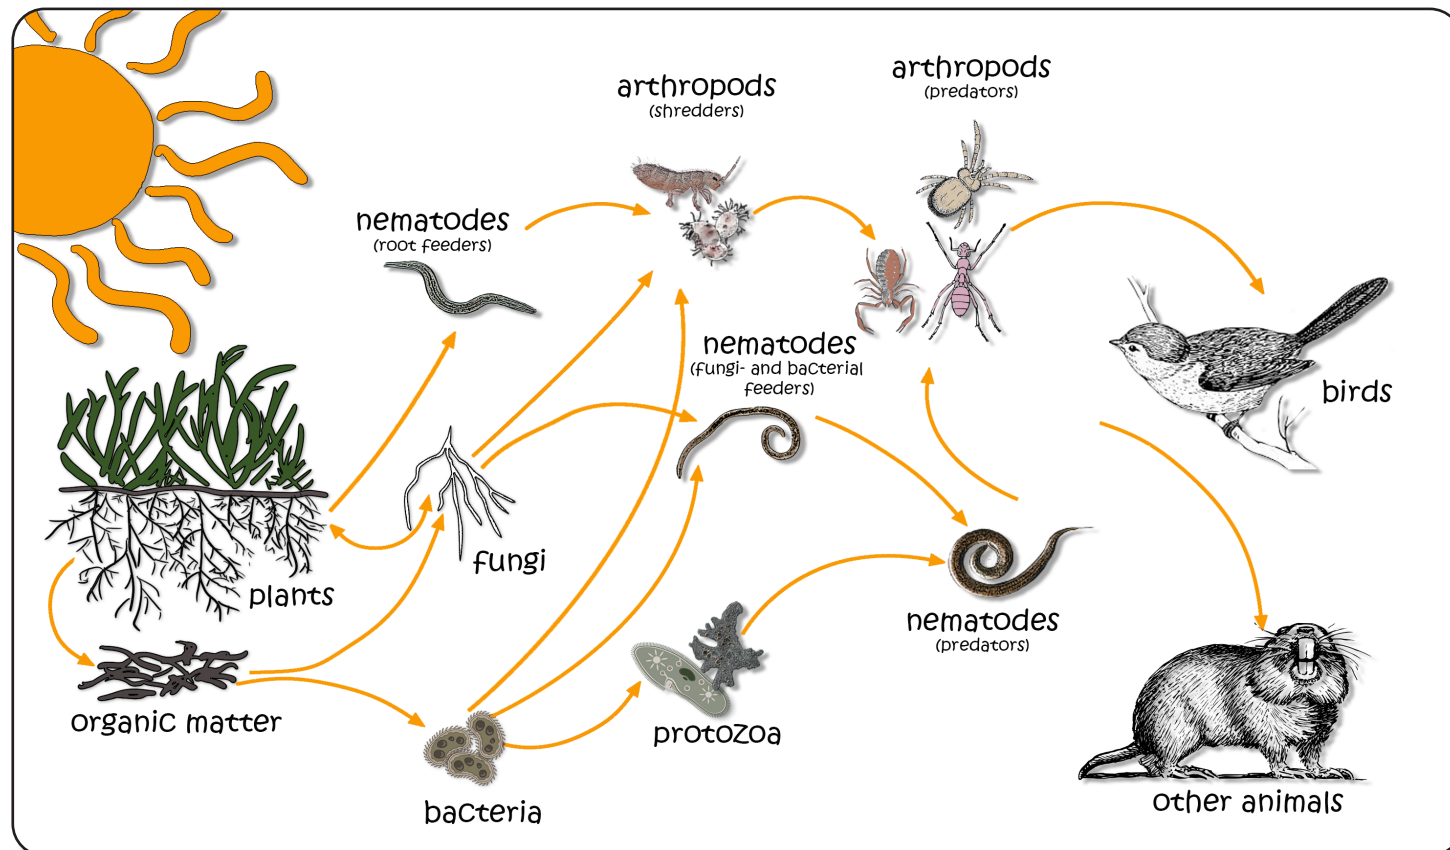 arthropods
(predators)
arthropods
(shredders)
nematodes
(root feeders)
nematodes
(fungi- and bacterial
feeders)
birds
fungi
plants
nematodes
(predators)
organic matter
protozoa
bacteria
other animals